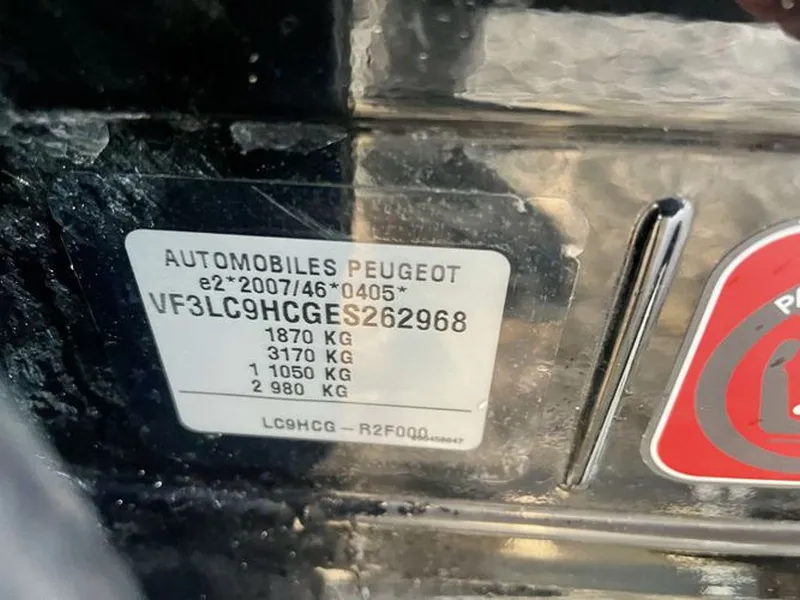 AUTOMOBILES PEUGEOT
e2*2007/46*0405*
VF3LC9HCGES262968
1870 KG
3170 KG
1 1050 KG
2 980 KG
LC9HCG - R2F000